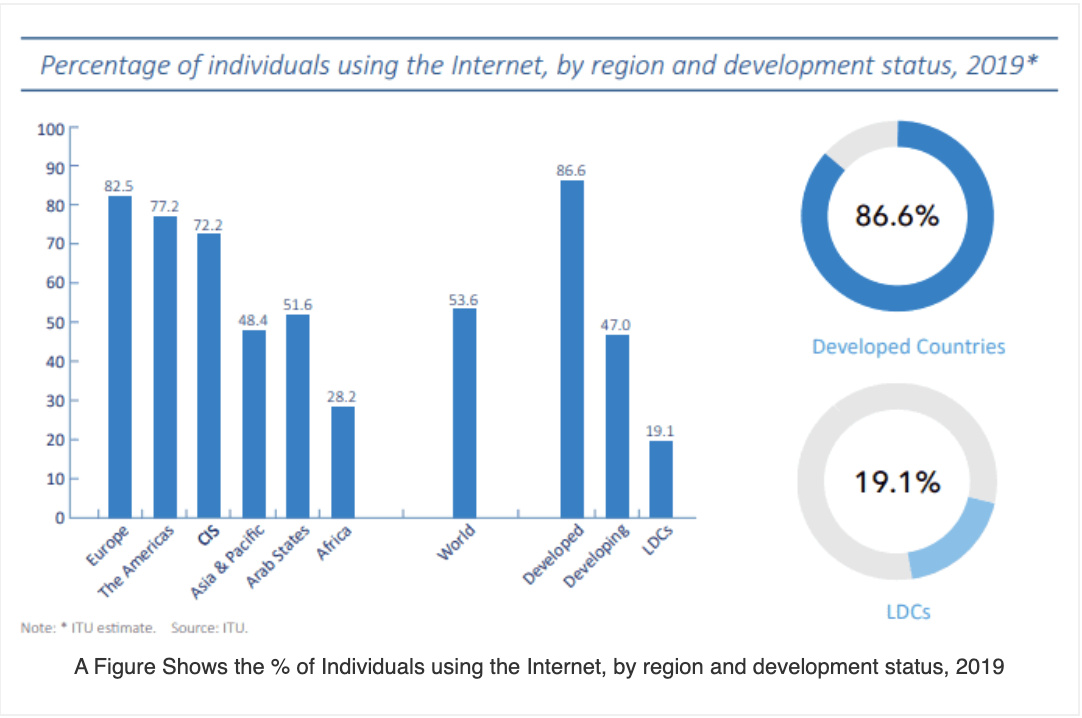 Percentage of individuals using the Internet, by region and development status, 2019*
100
90
80
70
60
50
40
30
20
10
0
82.5
77.2
72.2
48.4
51.6
28.2
53.6
86.6
47.0
19.1
Europe
The Americas
CIS
Asia & Pacific
Arab States
Africa
World
Developed
Developing
LDCs
86.6%
Developed Countries
19.1%
LDCs
Note: * ITU estimate. Source: ITU.
A Figure Shows the % of Individuals using the Internet, by region and development status, 2019